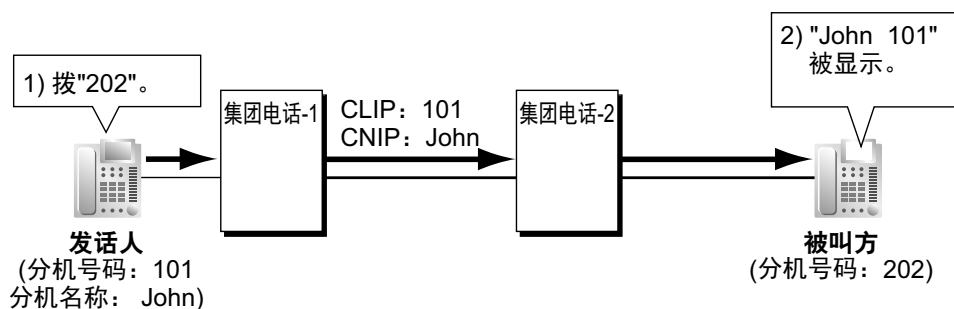 1) 拨"202"。
2) "John 101"
被显示。
集团电话-1
CLIP：101
CNIP：John
集团电话-2
发话人
(分机号码：101
分机名称： John)
被叫方
(分机号码：202)